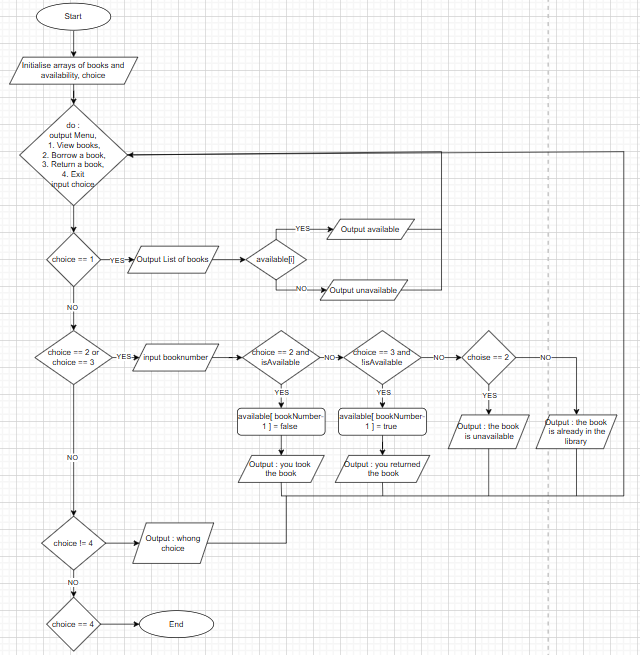 Start
Initialise arrays of books and
availability, choice
do :
output Menu,
1. View books,
2. Borrow a book,
3. Return a book,
4. Exit
input choice
choice == 1
YES
Output List of books
available[i]
YES
Output available
NO
Output unavailable
NO
choice == 2 or
choice == 3
YES
input booknumber
choice == 2 and
isAvailable
NO
choice == 3 and
!isAvailable
NO
choise == 2
NO
YES
YES
YES
available[ bookNumber-
1 ] = false
available[ bookNumber-
1 ] = true
Output : the book
is unavailable
Output : the book
is already in the
library
Output : you took
the book
Output : you returned
the book
NO
choice != 4
Output : whong
choice
NO
choice == 4
End